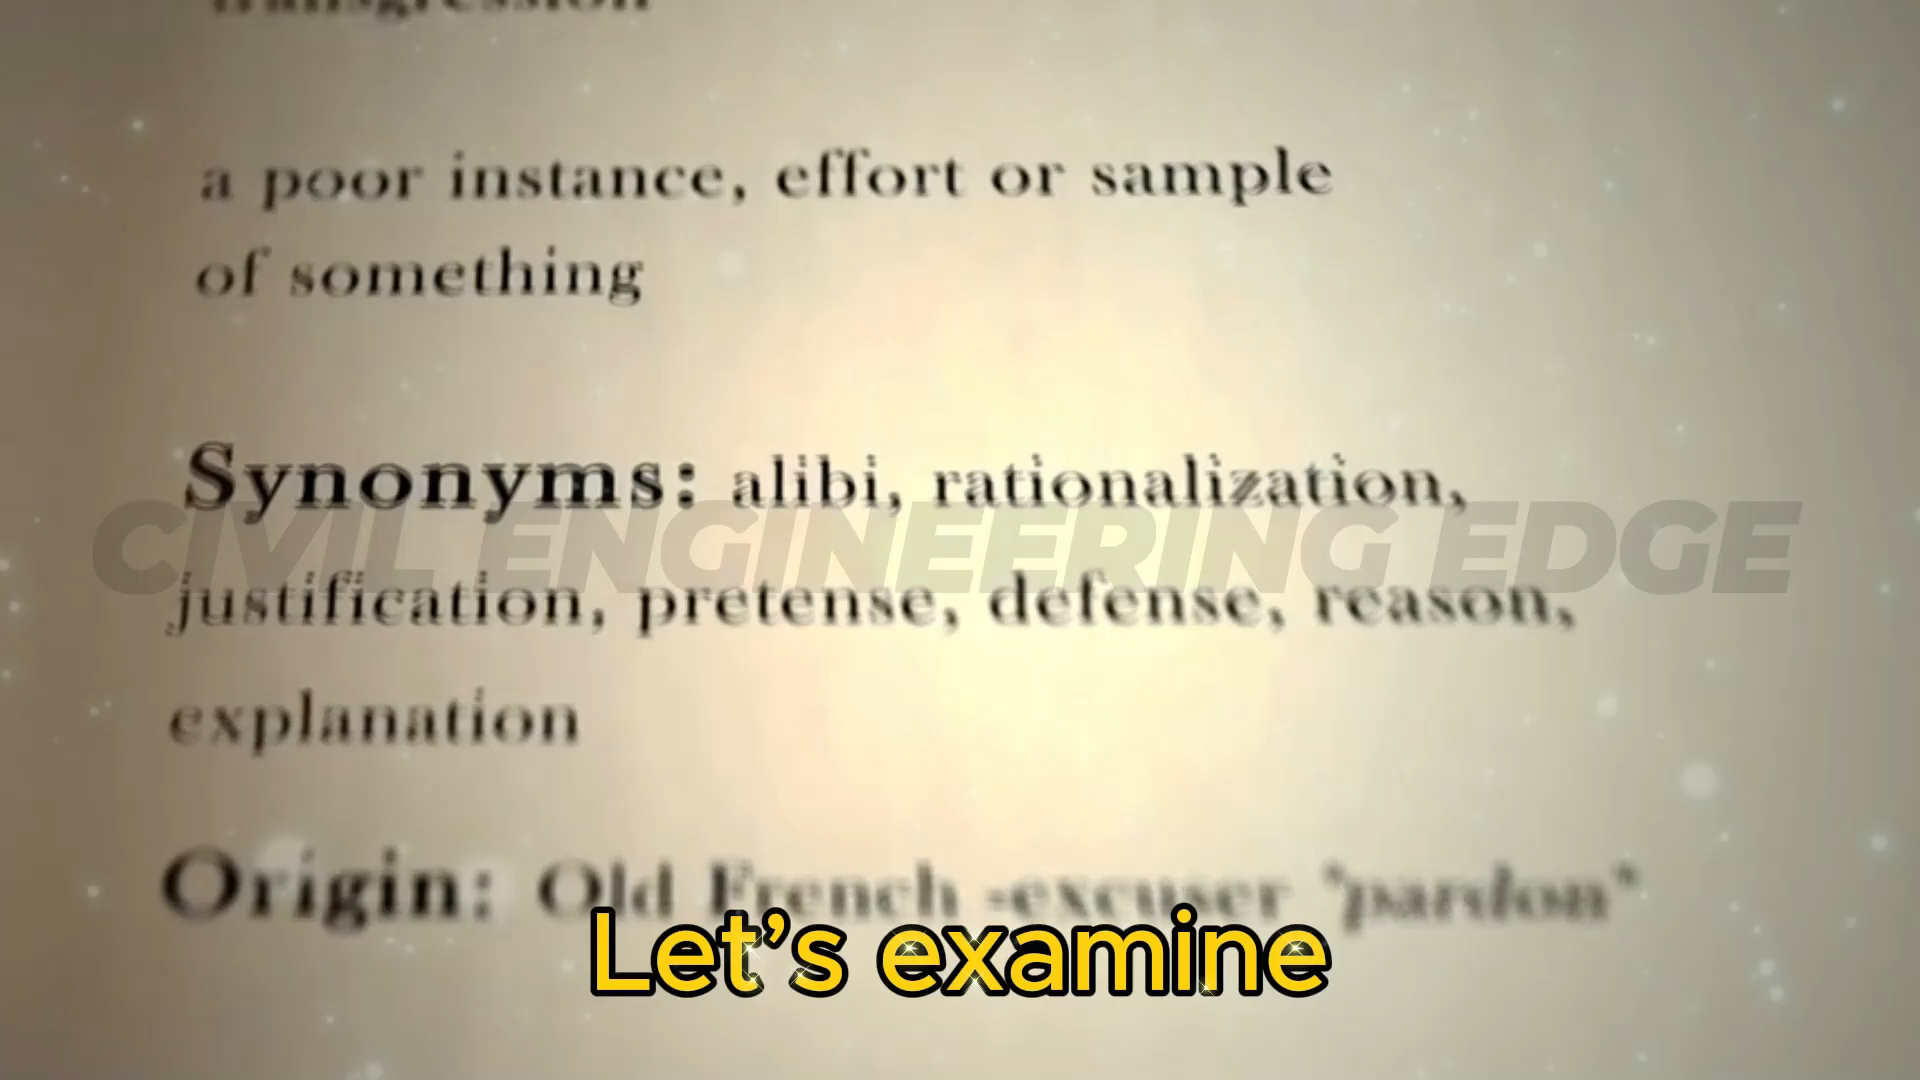 transgression
a poor instance, effort or sample
of something
Synonyms: alibi, rationalization,
CIVIL ENGINEERING EDGE
justification, pretense, defense, reason,
explanation
Origin: Old French -excuser "pardon"
Let's examine